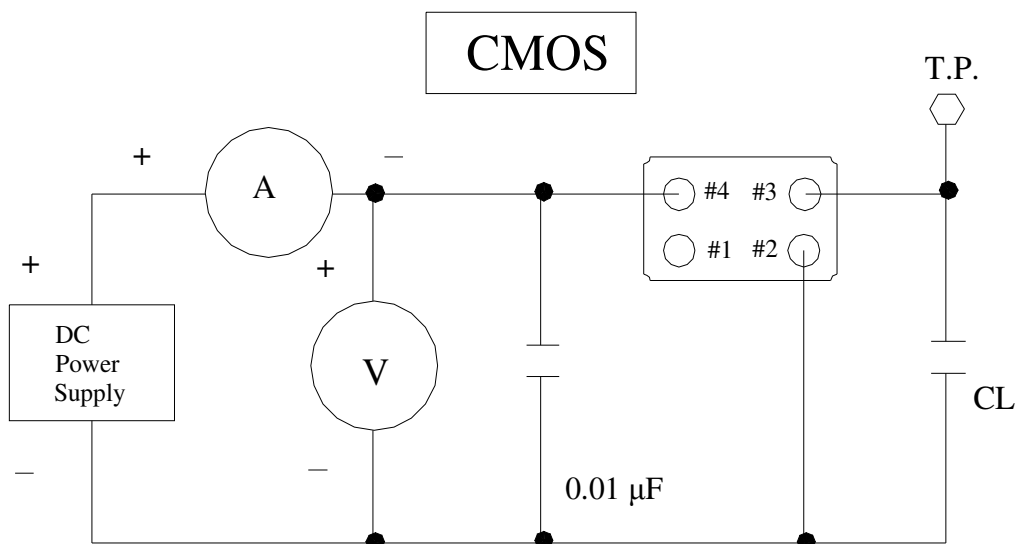 CMOS
T.P.
+
–
A
#4 #3
#1 #2
+
+
DC
Power
Supply
V
CL
–
–
0.01 μF